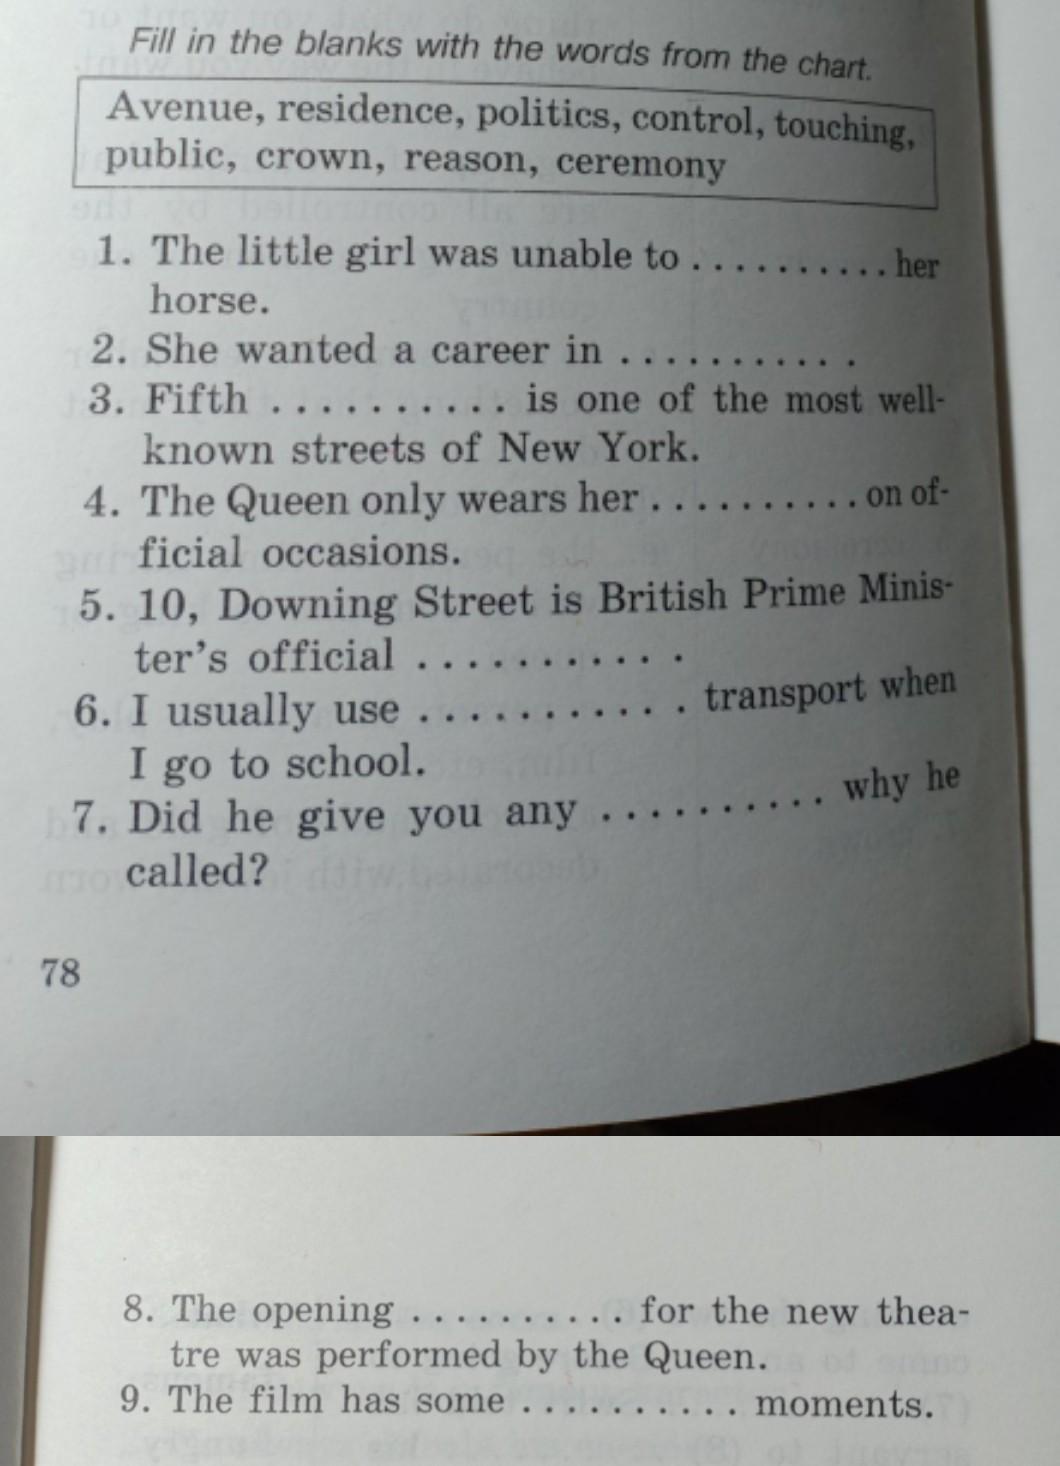 Fill in the blanks with the words from the chart.
Avenue, residence, politics, control, touching,
public, crown, reason, ceremony
1. The little girl was unable to .......... her
horse.
2. She wanted a career in ...........
3. Fifth .......... is one of the most well-
known streets of New York.
4. The Queen only wears her .......... on of-
ficial occasions.
5. 10, Downing Street is British Prime Minis-
ter's official ...........
6. I usually use ........... transport when
I go to school.
7. Did he give you any .......... why he
called?
78
8. The opening .......... for the new thea-
tre was performed by the Queen.
9. The film has some .......... moments.